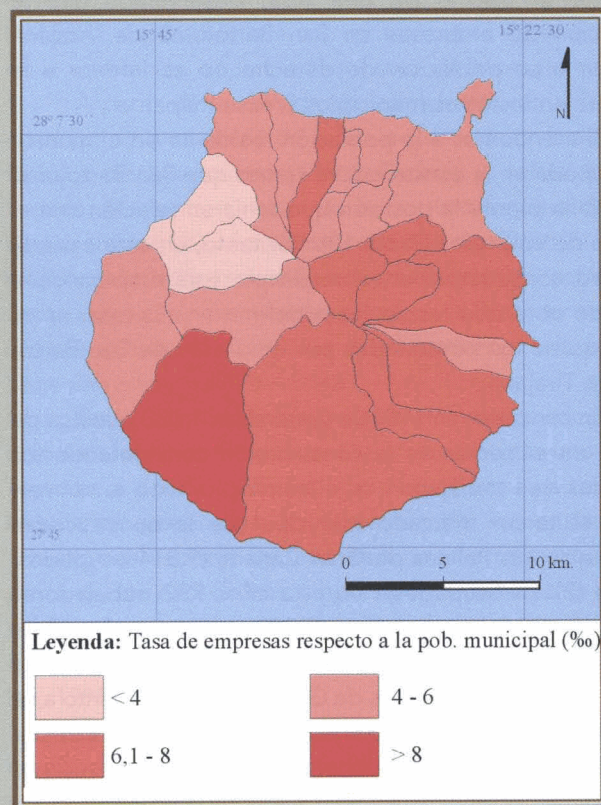 15 45
15 22 30
N
28 7 30
27 45
0 5 10 km.
Leyenda: Tasa de empresas respecto a la pob. municipal (‰)
< 4
4 - 6
6,1 - 8
> 8